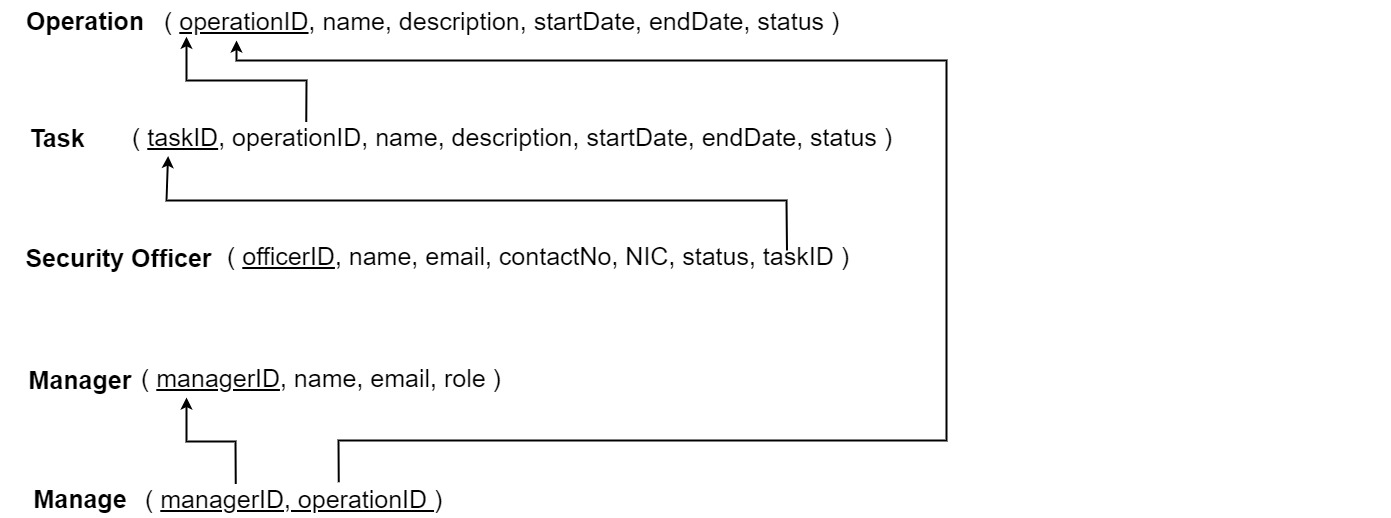 Operation ( operationID, name, description, startDate, endDate, status )
Task ( taskID, operationID, name, description, startDate, endDate, status )
Security Officer ( officerID, name, email, contactNo, NIC, status, taskID )
Manager ( managerID, name, email, role )
Manage ( managerID, operationID )